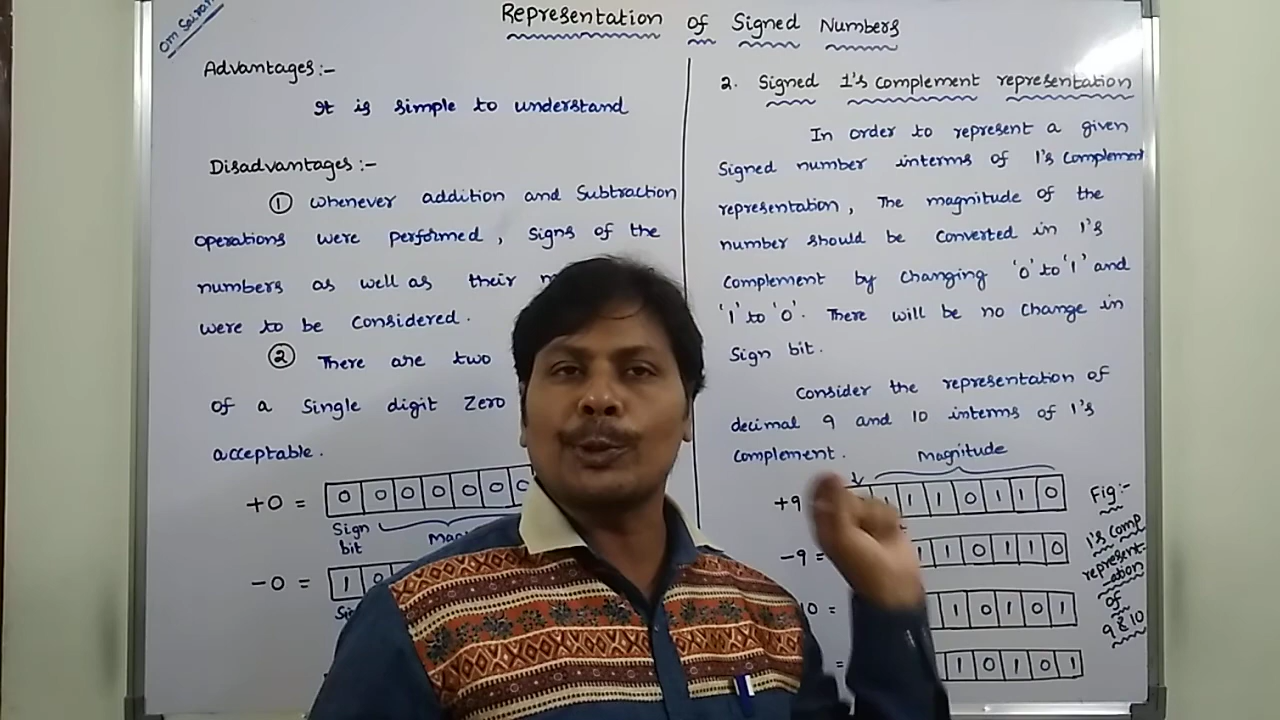 Om Sairam
Representation of Signed Numbers
Advantages :-
It is simple to understand
Disadvantages :-
① Whenever addition and Subtraction
operations were performed, signs of the
numbers as well as their
were to be considered.
② There are two
of a single digit zero
acceptable.
+0 = 0 0 0 0 0 0
Sign
bit
-0 = 1 0
2. Signed 1's complement representation
In order to represent a given
Signed number interms of 1's complement
representation, The magnitude of the
number should be converted in 1's
complement by changing '0' to '1' and
'1' to '0'. There will be no change in
Sign bit.
Consider the representation of
decimal 9 and 10 interms of 1's
complement.
Magnitude
+9 1 1 0 1 1 0
-9 = 1 1 0 1 1 0
10 = 1 0 1 0 1
= 1 0 1 0 1
Fig:-
1's comp
represent-
-ation
of
9 & 10